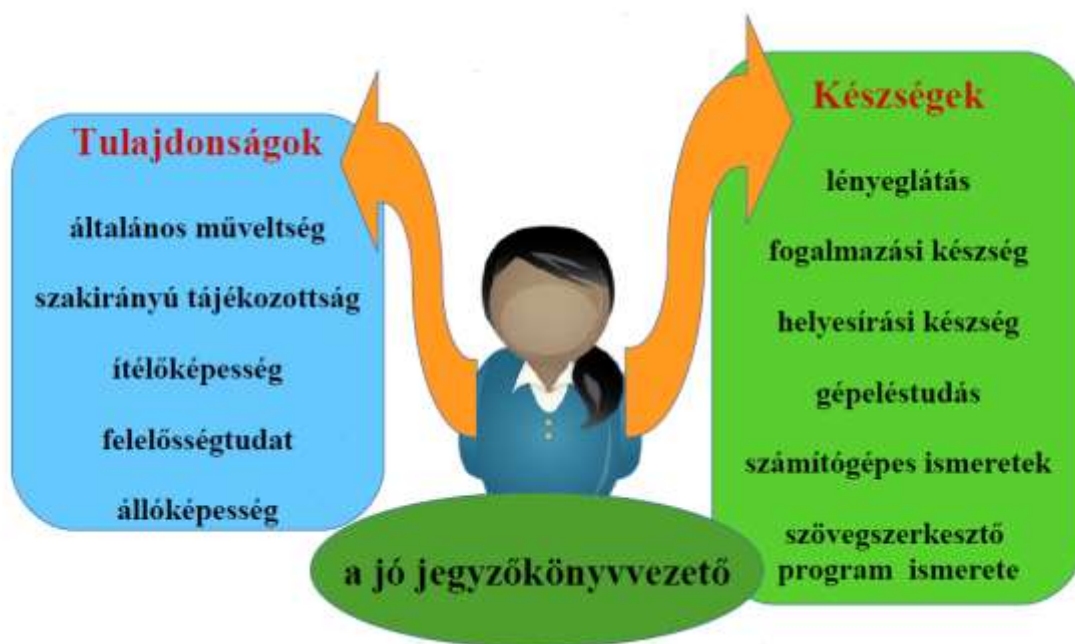 Tulajdonságok
általános műveltség
szakirányú tájékozottság
ítélőképesség
felelősségtudat
állóképesség
Készségek
lényeglátás
fogalmazási készség
helyesírási készség
gépeléstudás
számítógépes ismeretek
szövegszerkesztő
program ismerete
a jó jegyzőkönyvvezető